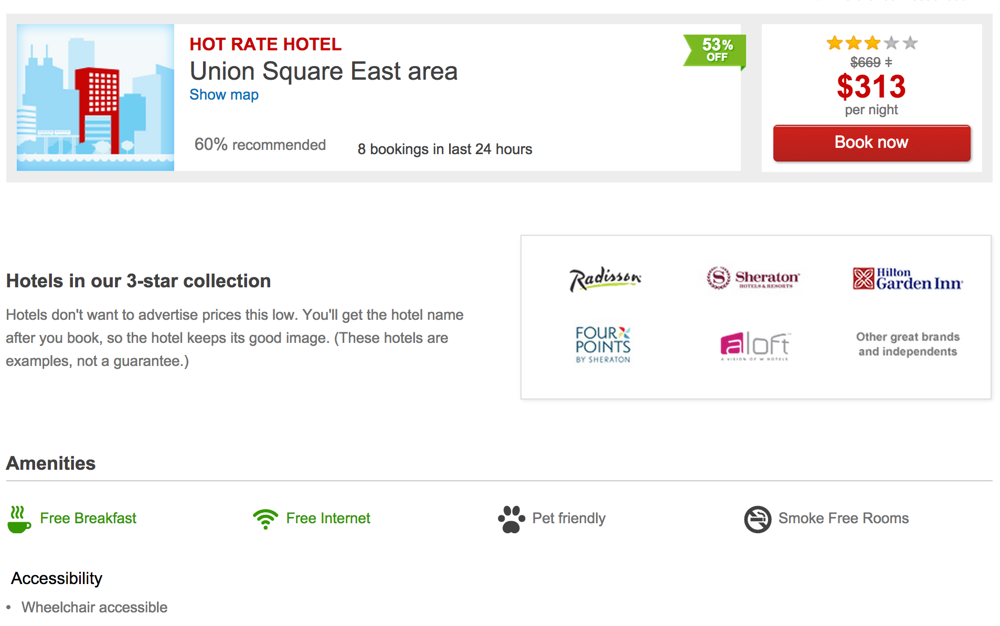 HOT RATE HOTEL
Union Square East area
Show map
60% recommended
8 bookings in last 24 hours
53%
OFF
$669 ‡
$313
per night
Book now
Hotels in our 3-star collection
Hotels don't want to advertise prices this low. You'll get the hotel name
after you book, so the hotel keeps its good image. (These hotels are
examples, not a guarantee.)
Radisson
Sheraton
HOTELS & RESORTS
Hilton
Garden Inn
FOUR
POINTS
BY SHERATON
aloft
A VISION OF W HOTELS
Other great brands
and independents
Amenities
Free Breakfast
Free Internet
Pet friendly
Smoke Free Rooms
Accessibility
• Wheelchair accessible